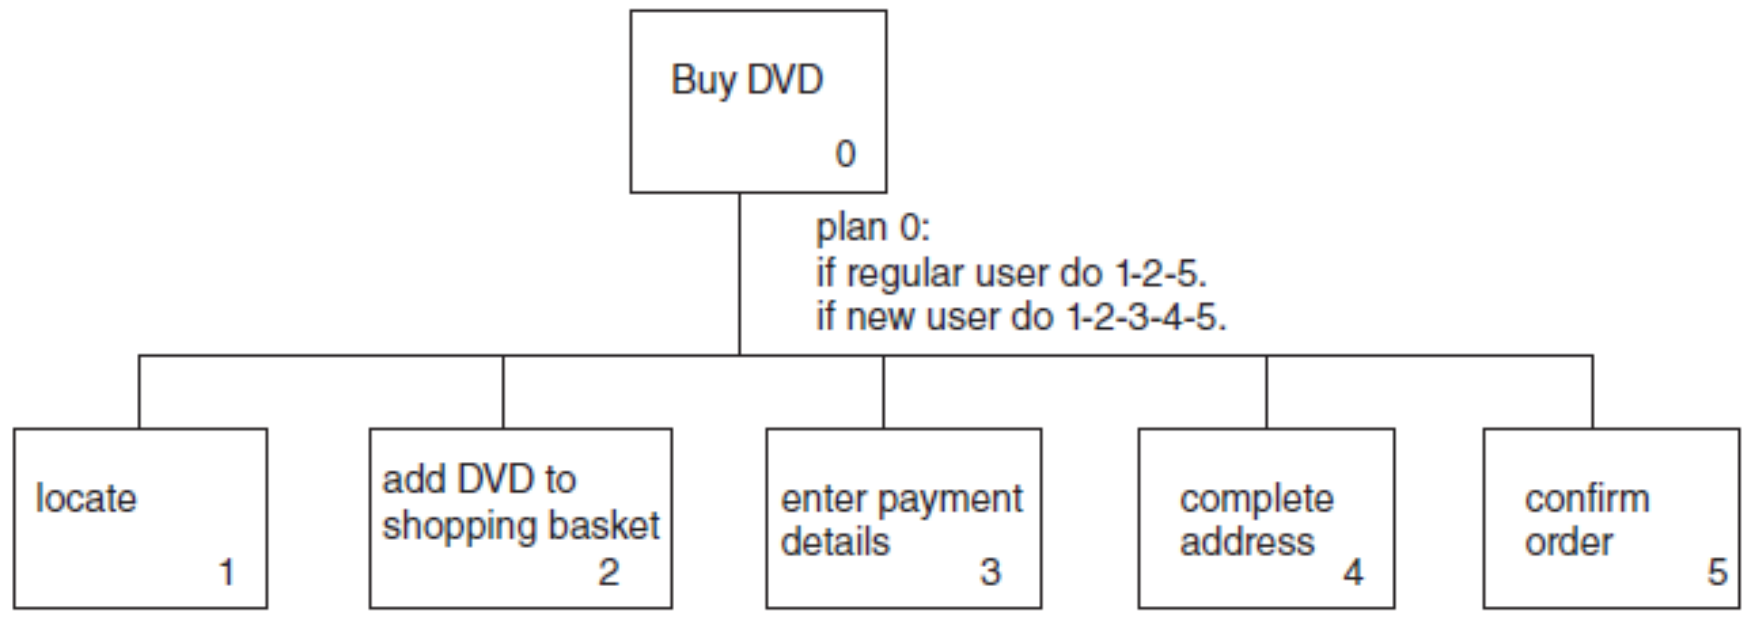 Buy DVD
0
plan 0:
if regular user do 1-2-5.
if new user do 1-2-3-4-5.
locate
1
add DVD to
shopping basket
2
enter payment
details
3
complete
address
4
confirm
order
5